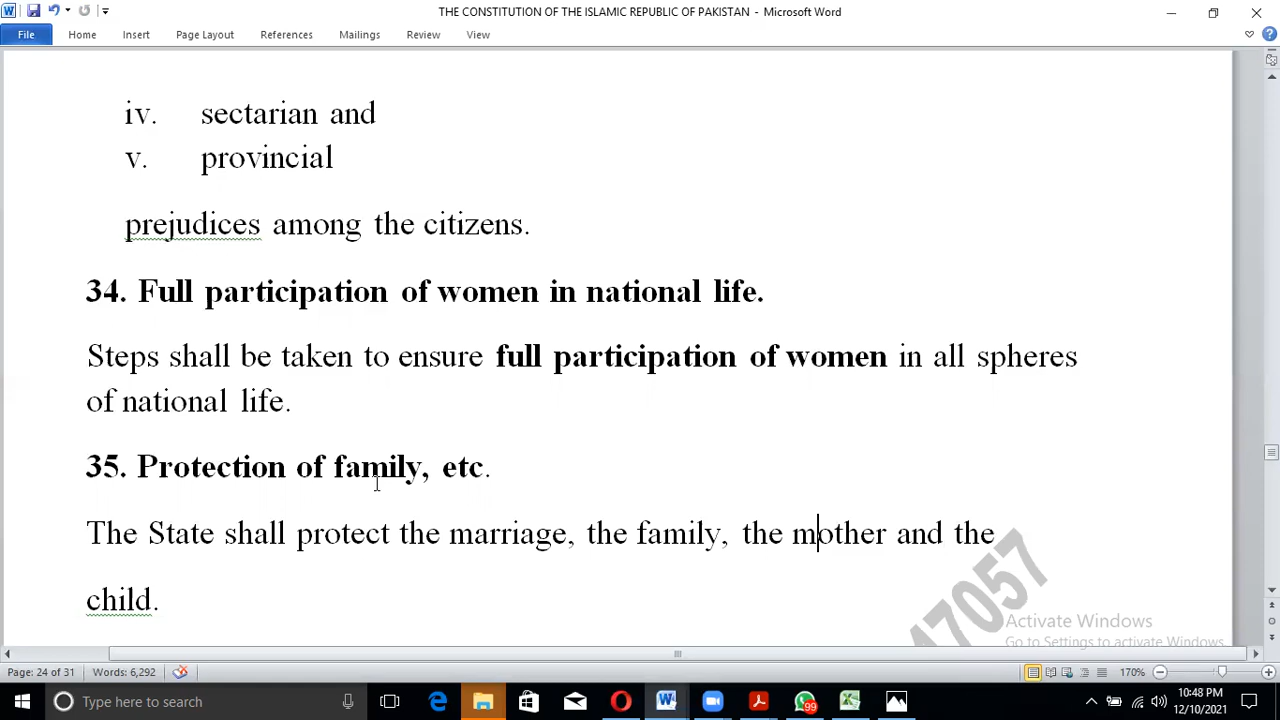 THE CONSTITUTION OF THE ISLAMIC REPUBLIC OF PAKISTAN - Microsoft Word
File Home Insert Page Layout References Mailings Review View
iv. sectarian and
v. provincial
prejudices among the citizens.
34. Full participation of women in national life.
Steps shall be taken to ensure full participation of women in all spheres
of national life.
35. Protection of family, etc.
The State shall protect the marriage, the family, the mother and the
child.
47057
Activate Windows
Go to Settings to activate Windows.
Page: 24 of 31 Words: 6,292 170%
Type here to search 99 10:48 PM
12/10/2021